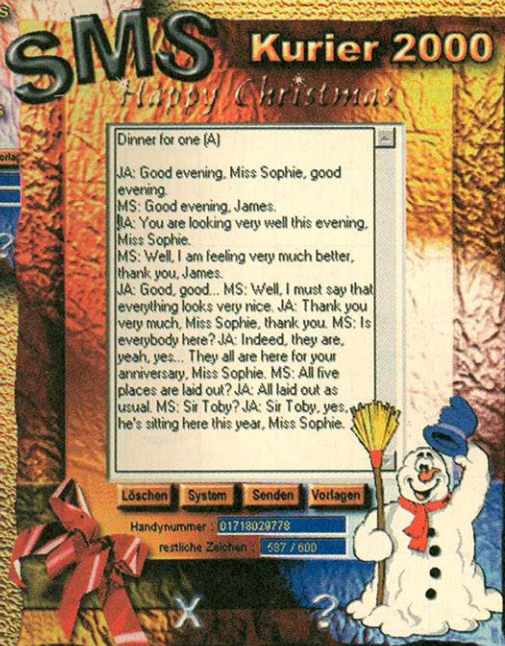 SMS Kurier 2000
Happy Christmas
Dinner for one (A)
JA: Good evening, Miss Sophie, good
evening.
MS: Good evening, James.
JA: You are looking very well this evening,
Miss Sophie.
MS: Well, I am feeling very much better,
thank you, James.
JA: Good, good... MS: Well, I must say that
everything looks very nice. JA: Thank you
very much, Miss Sophie, thank you. MS: Is
everybody here? JA: Indeed, they are,
yeah, yes... They all are here for your
anniversary, Miss Sophie. MS: All five
places are laid out? JA: All laid out as
usual. MS: Sir Toby? JA: Sir Toby, yes,
he's sitting here this year, Miss Sophie.
Löschen System Senden Vorlagen
Handynummer : 01718029778
restliche Zeichen : 587 / 600
X ?